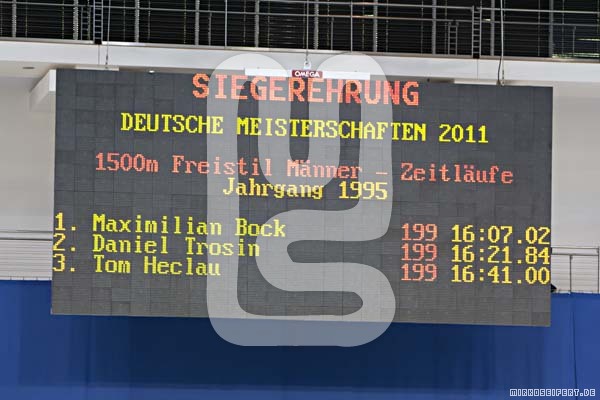 OMEGA
SIEGEREHRUNG
DEUTSCHE MEISTERSCHAFTEN 2011
1500m Freistil Männer - Zeitläufe
Jahrgang 1995
1. Maximilian Bock 199 16:07.02
2. Daniel Trosin 199 16:21.84
3. Tom Heclau 199 16:41.00
MIRKOSEIFERT.DE